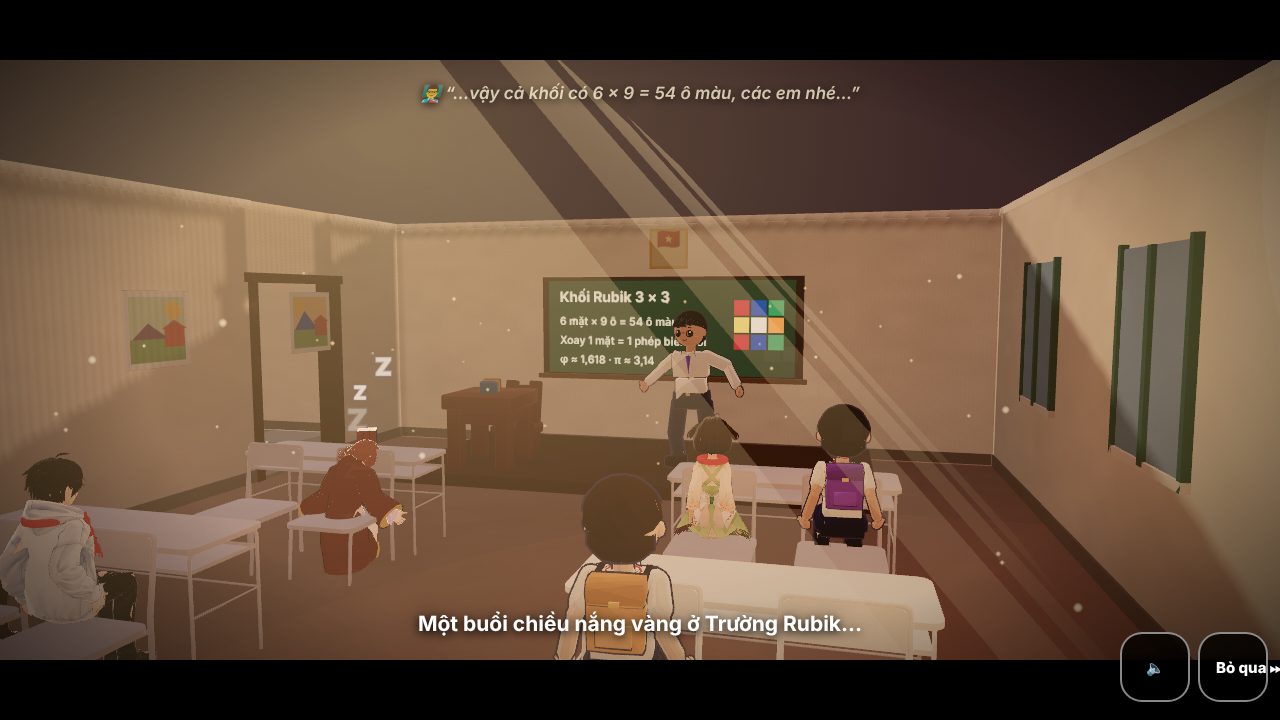 "...vậy cả khối có 6 × 9 = 54 ô màu, các em nhé..."
Khối Rubik 3 × 3
6 mặt × 9 ô = 54 ô màu
Xoay 1 mặt = 1 phép
φ ≈ 1,618 · π ≈ 3,14
z
z
z
Một buổi chiều nắng vàng ở Trường Rubik...
Bỏ qua